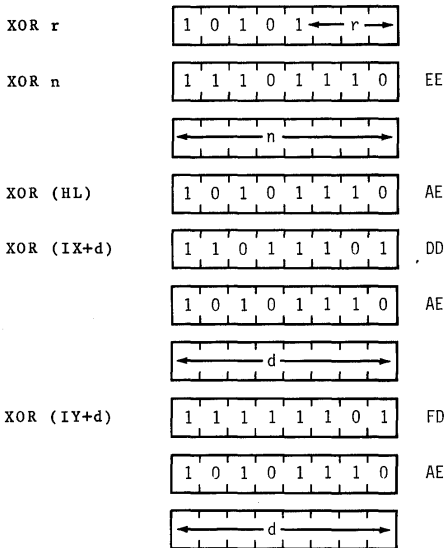 XOR r 1 0 1 0 1 r
XOR n 1 1 1 0 1 1 1 0 EE
n
XOR (HL) 1 0 1 0 1 1 1 0 AE
XOR (IX+d) 1 1 0 1 1 1 0 1 DD
1 0 1 0 1 1 1 0 AE
d
XOR (IY+d) 1 1 1 1 1 1 0 1 FD
1 0 1 0 1 1 1 0 AE
d